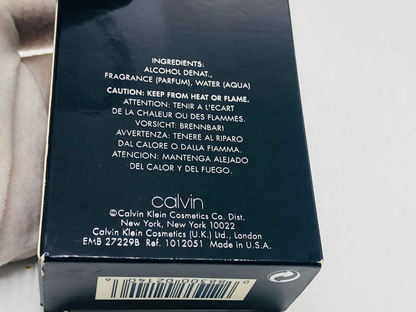 INGREDIENTS:
ALCOHOL DENAT.,
FRAGRANCE (PARFUM), WATER (AQUA)
CAUTION: KEEP FROM HEAT OR FLAME.
ATTENTION: TENIR A L'ECART
DE LA CHALEUR OU DES FLAMMES.
VORSICHT: BRENNBAR!
AVVERTENZA: TENERE AL RIPARO
DAL CALORE O DALLA FIAMMA.
ATENCION: MANTENGA ALEJADO
DEL CALOR Y DEL FUEGO.
calvin
©Calvin Klein Cosmetics Co. Dist.
New York, New York 10022
Calvin Klein Cosmetics (U.K.) Ltd., London
EMB 27229B Ref. 1012051 Made in U.S.A.